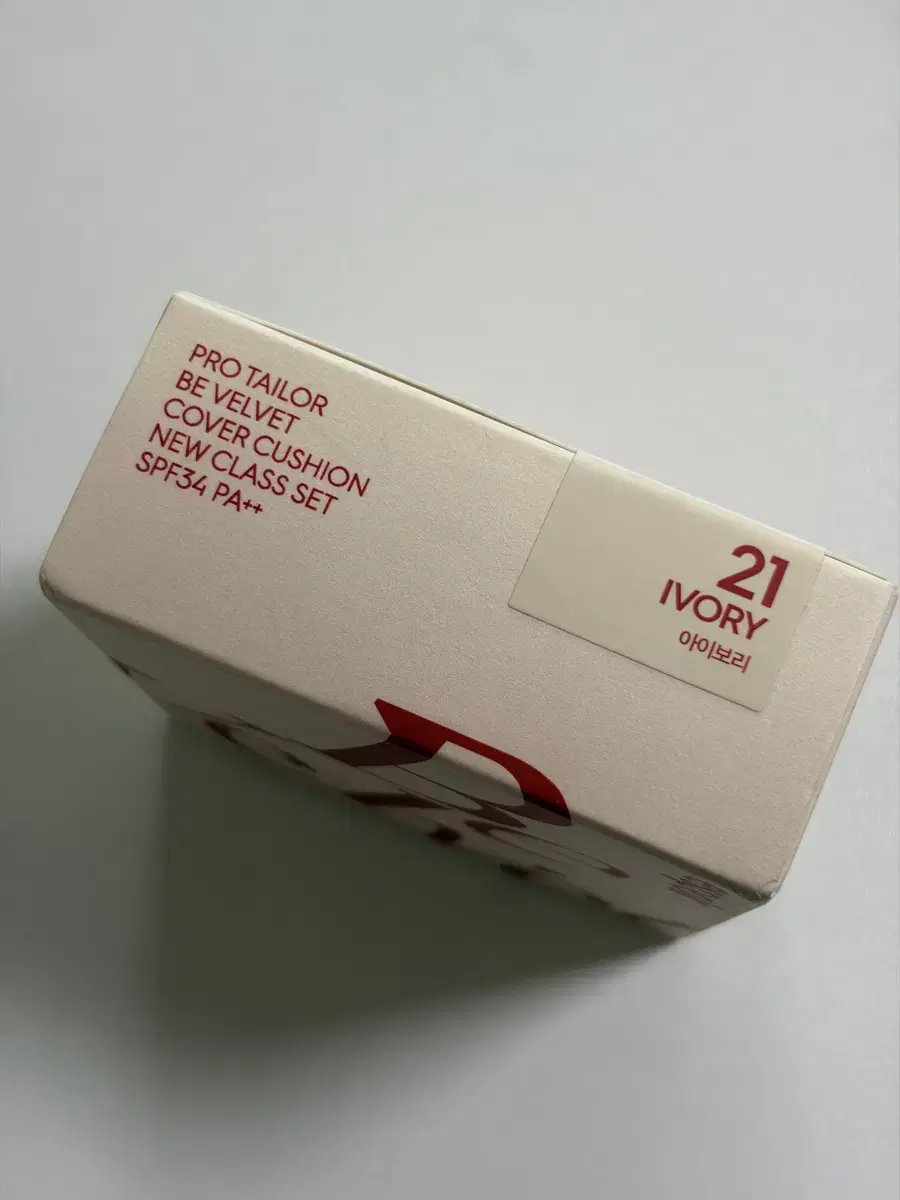 PRO TAILOR
BE VELVET
COVER CUSHION
NEW CLASS SET
SPF34 PA++
21
IVORY
아이보리